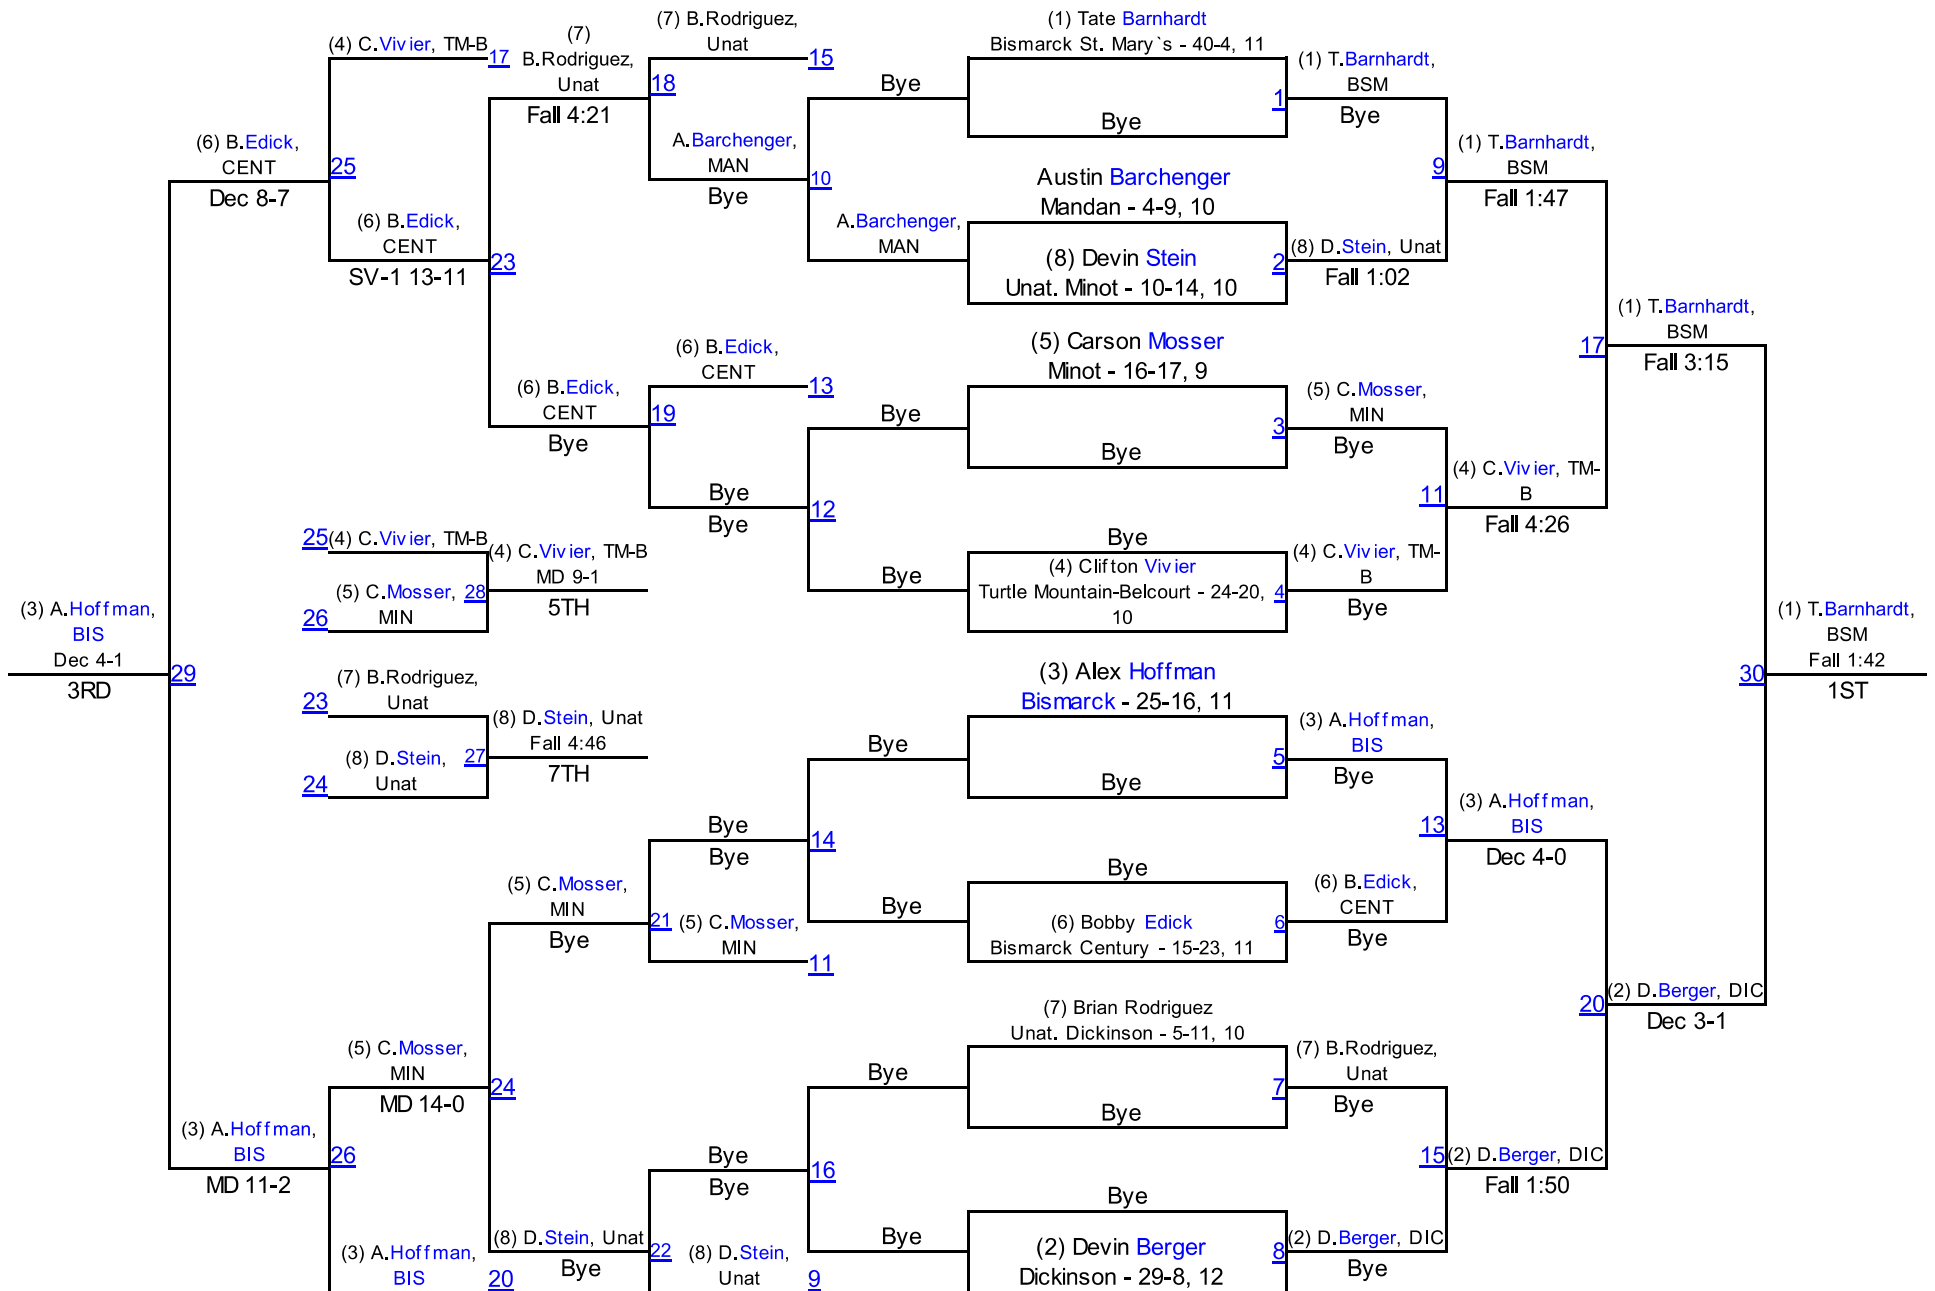 (7) B.Rodriguez,
Unat
(1) Tate Barnhardt
Bismarck St. Mary`s - 40-4, 11
(4) C.Vivier, TM-B
17
(7)
B.Rodriguez,
Unat
Fall 4:21
15
18
Bye
1
Bye
(1) T.Barnhardt,
BSM
Bye
(6) B.Edick,
CENT
Dec 8-7
25
A.Barchenger,
MAN
Bye
10
Austin Barchenger
Mandan - 4-9, 10
9
(1) T.Barnhardt,
BSM
Fall 1:47
(6) B.Edick,
CENT
SV-1 13-11
23
A.Barchenger,
MAN
(8) Devin Stein
Unat. Minot - 10-14, 10
2
(8) D.Stein, Unat
Fall 1:02
(6) B.Edick,
CENT
13
(5) Carson Mosser
Minot - 16-17, 9
17
(1) T.Barnhardt,
BSM
Fall 3:15
(6) B.Edick,
CENT
Bye
19
Bye
Bye
3
(5) C.Mosser,
MIN
Bye
Bye
Bye
12
11
(4) C.Vivier, TM-
B
Fall 4:26
25
(4) C.Vivier, TM-B
(4) C.Vivier, TM-B
MD 9-1
5TH
(5) C.Mosser,
MIN
28
26
Bye
Bye
(4) Clifton Vivier
Turtle Mountain-Belcourt - 24-20,
10
4
(4) C.Vivier, TM-
B
Bye
(3) A.Hoffman,
BIS
Dec 4-1
3RD
29
(1) T.Barnhardt,
BSM
Fall 1:42
1ST
30
(7) B.Rodriguez,
Unat
23
(8) D.Stein, Unat
Fall 4:46
7TH
(8) D.Stein,
Unat
27
24
(3) Alex Hoffman
Bismarck - 25-16, 11
Bye
Bye
5
(3) A.Hoffman,
BIS
Bye
Bye
Bye
14
13
(3) A.Hoffman,
BIS
Dec 4-0
(5) C.Mosser,
MIN
Bye
21
(5) C.Mosser,
MIN
11
Bye
Bye
(6) Bobby Edick
Bismarck Century - 15-23, 11
6
(6) B.Edick,
CENT
Bye
(7) Brian Rodriguez
Unat. Dickinson - 5-11, 10
20
(2) D.Berger, DIC
Dec 3-1
(5) C.Mosser,
MIN
MD 14-0
24
Bye
Bye
7
(7) B.Rodriguez,
Unat
Bye
(3) A.Hoffman,
BIS
MD 11-2
26
Bye
Bye
16
15
(2) D.Berger, DIC
Fall 1:50
(3) A.Hoffman,
BIS
20
(8) D.Stein, Unat
Bye
22
(8) D.Stein,
Unat
9
Bye
Bye
(2) Devin Berger
Dickinson - 29-8, 12
8
(2) D.Berger, DIC
Bye